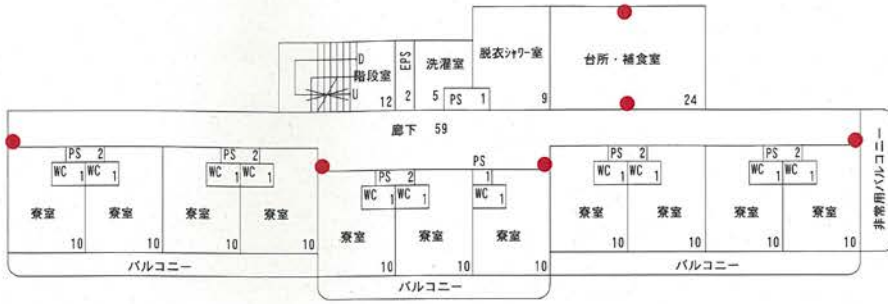 脱衣シャワー室
9
台所・補食室
24
D
U
階段室
12
EPS
2
洗濯室
5
PS 1
廊下 59
非常用バルコニー
PS 2
WC 1 WC 1
寮室 寮室
10 10
PS 2
WC 1 WC 1
寮室 寮室
10 10
PS 2
WC 1 WC 1
寮室 寮室
10 10
PS
1
WC 1
寮室
10
PS 2
WC 1 WC 1
寮室 寮室
10 10
PS 2
WC 1 WC 1
寮室 寮室
10 10
バルコニー
バルコニー
バルコニー